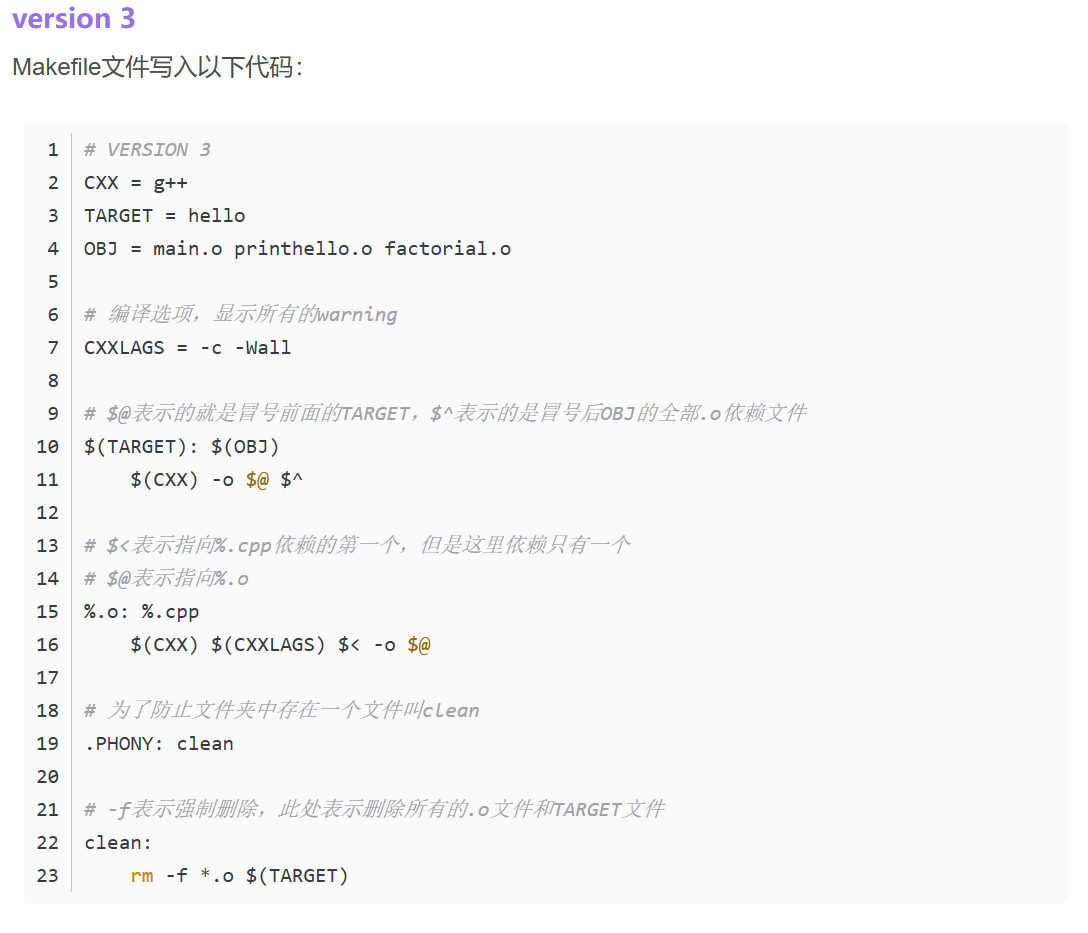 version 3
Makefile文件写入以下代码：
1 # VERSION 3
2 CXX = g++
3 TARGET = hello
4 OBJ = main.o printhello.o factorial.o
5
6 # 编译选项，显示所有的warning
7 CXXLAGS = -c -Wall
8
9 # $@表示的就是冒号前面的TARGET，$^表示的是冒号后OBJ的全部.o依赖文件
10 $(TARGET): $(OBJ)
11     $(CXX) -o $@ $^
12
13 # $<表示指向%.cpp依赖的第一个，但是这里依赖只有一个
14 # $@表示指向%.o
15 %.o: %.cpp
16     $(CXX) $(CXXLAGS) $< -o $@
17
18 # 为了防止文件夹中存在一个文件叫clean
19 .PHONY: clean
20
21 # -f表示强制删除，此处表示删除所有的.o文件和TARGET文件
22 clean:
23     rm -f *.o $(TARGET)